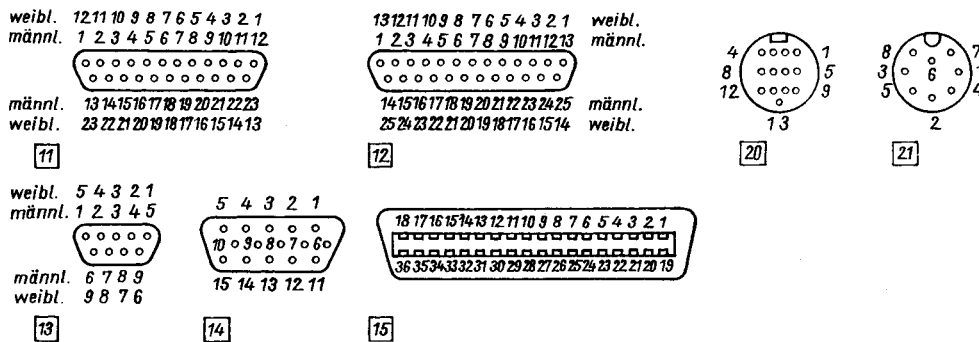 weibl. 12 11 10 9 8 7 6 5 4 3 2 1
männl. 1 2 3 4 5 6 7 8 9 10 11 12
männl. 13 14 15 16 17 18 19 20 21 22 23
weibl. 23 22 21 20 19 18 17 16 15 14 13
11
13 12 11 10 9 8 7 6 5 4 3 2 1 weibl.
1 2 3 4 5 6 7 8 9 10 11 12 13 männl.
14 15 16 17 18 19 20 21 22 23 24 25 männl.
25 24 23 22 21 20 19 18 17 16 15 14 weibl.
12
4 1
8 5
12 9
13
20
8 7
3 6 1
5 4
2
21
weibl. 5 4 3 2 1
männl. 1 2 3 4 5
männl. 6 7 8 9
weibl. 9 8 7 6
13
5 4 3 2 1
10 9 8 7 6
15 14 13 12 11
14
18 17 16 15 14 13 12 11 10 9 8 7 6 5 4 3 2 1
36 35 34 33 32 31 30 29 28 27 26 25 24 23 22 21 20 19
15